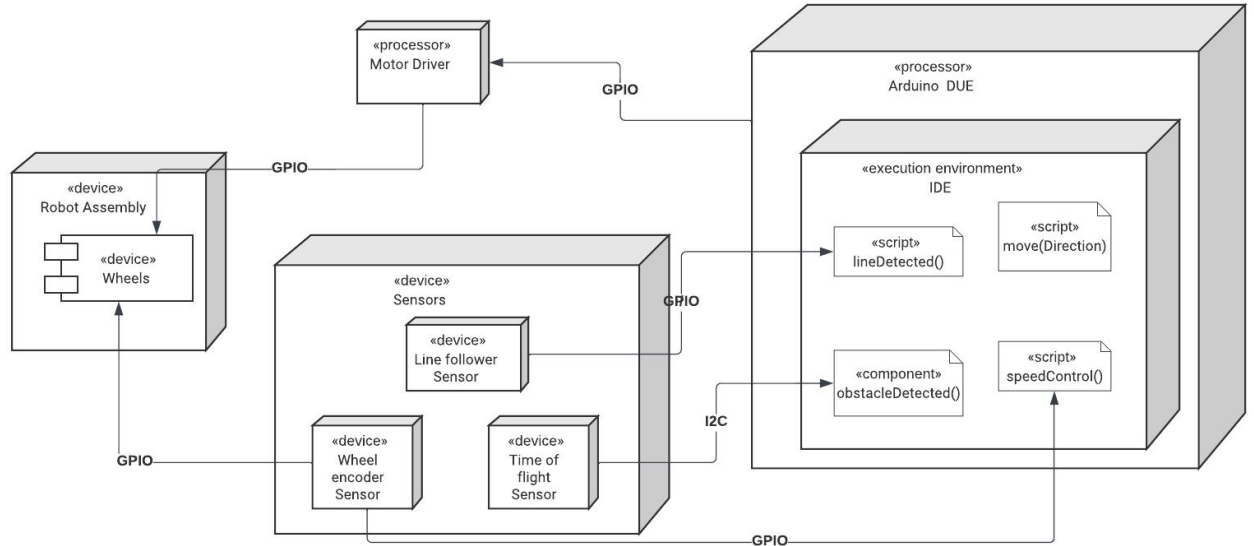 «processor»
Motor Driver
GPIO
«processor»
Arduino DUE
«execution environment»
IDE
«script»
lineDetected()
«script»
move(Direction)
«component»
obstacleDetected()
«script»
speedControl()
GPIO
«device»
Robot Assembly
«device»
Wheels
«device»
Sensors
«device»
Line follower
Sensor
GPIO
«device»
Wheel
encoder
Sensor
«device»
Time of
flight
Sensor
I2C
GPIO
GPIO